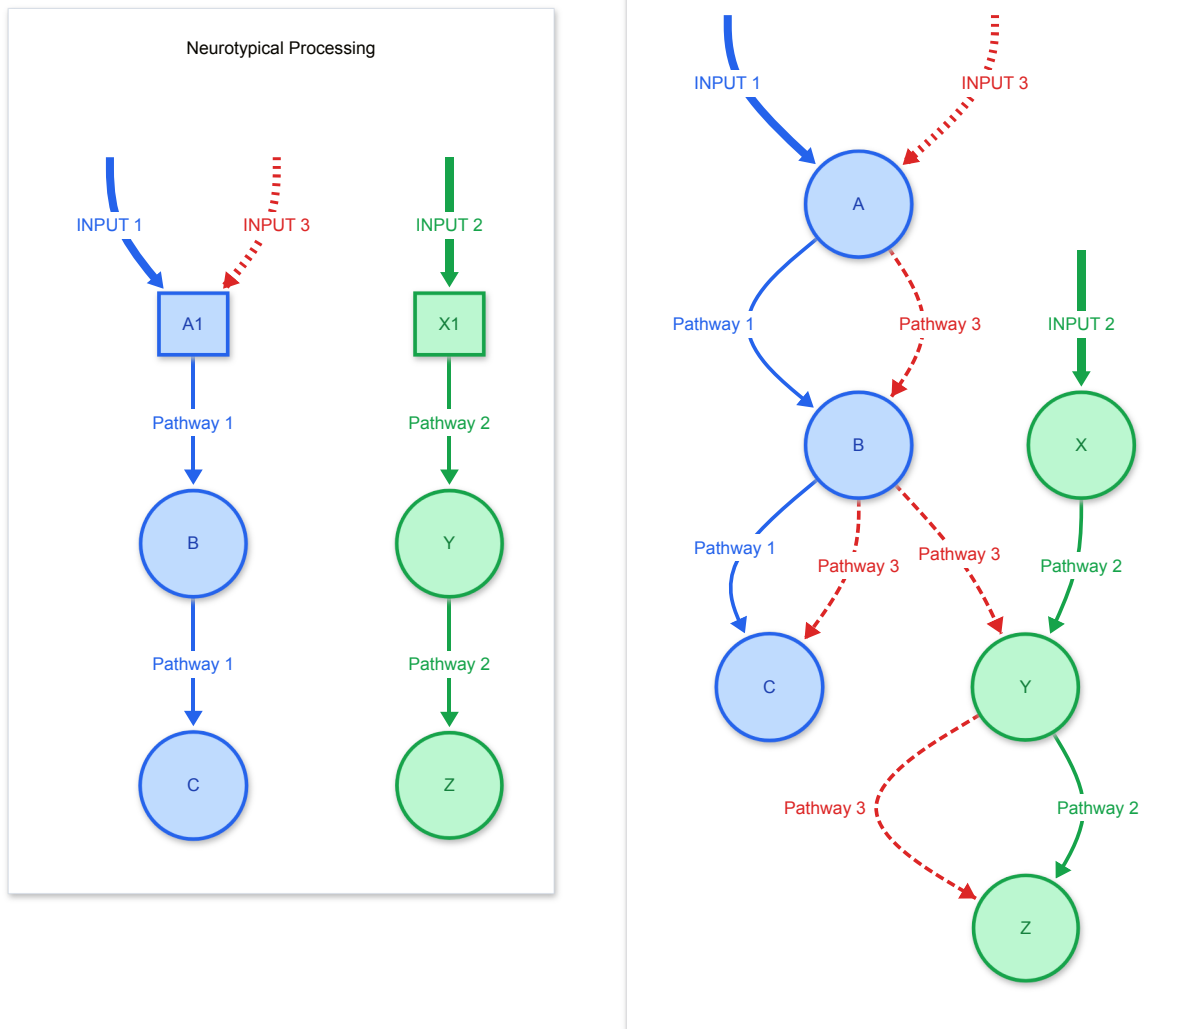 Neurotypical Processing
INPUT 1
INPUT 3
INPUT 2
A1
X1
Pathway 1
Pathway 2
B
Y
Pathway 1
Pathway 2
C
Z
INPUT 1
INPUT 3
A
Pathway 1
Pathway 3
INPUT 2
B
X
Pathway 1
Pathway 3
Pathway 3
Pathway 2
C
Y
Pathway 3
Pathway 2
Z